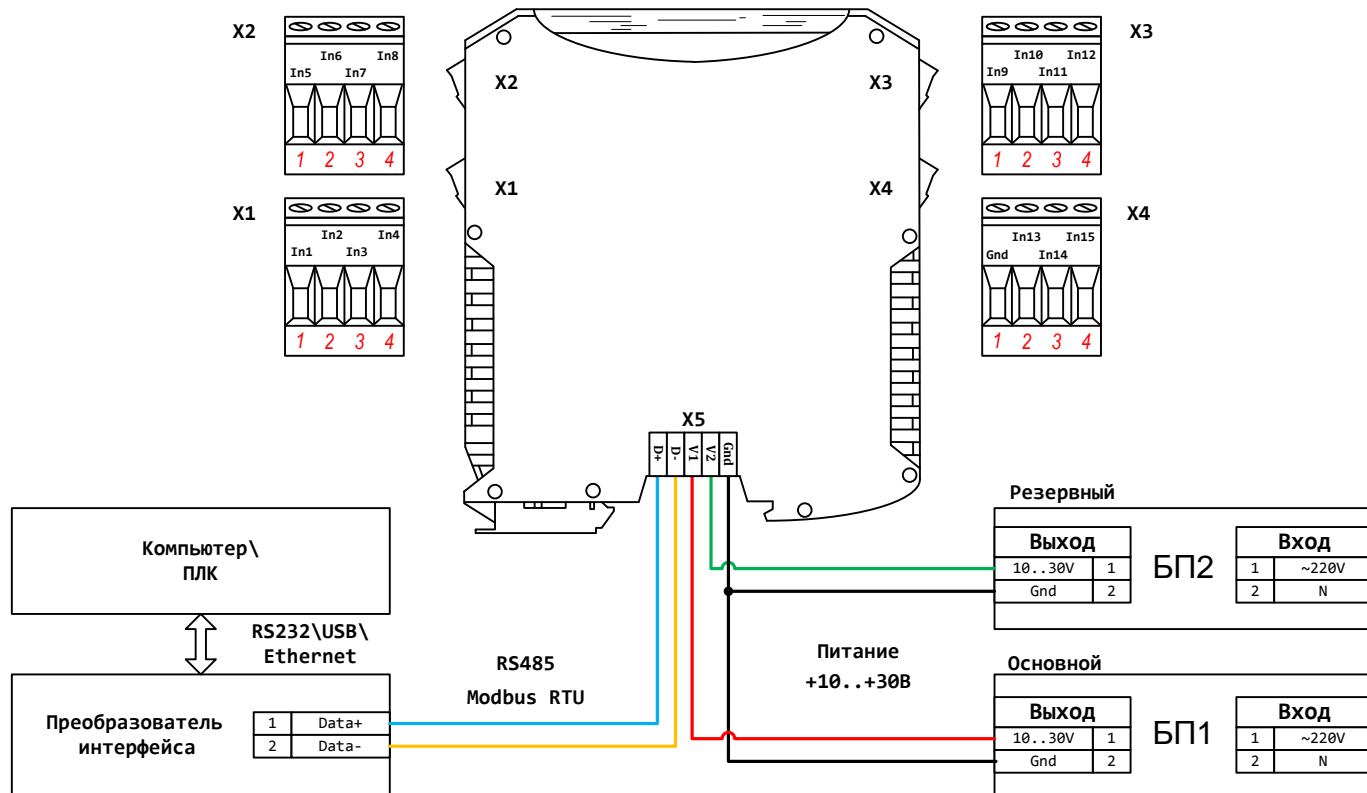 X2
In6 In8
In5 In7
1 2 3 4
X1
In2 In4
In1 In3
1 2 3 4
X2
X3
X1
X4
X3
In10 In12
In9 In11
1 2 3 4
X4
In13 In15
Gnd In14
1 2 3 4
X5
D+ D- V1 V2 Gnd
Компьютер\
ПЛК
RS232\USB\
Ethernet
Преобразователь
интерфейса
1 Data+
2 Data-
RS485
Modbus RTU
Питание
+10..+30В
Резервный
Выход
10..30V 1
Gnd 2
БП2
Вход
1 ~220V
2 N
Основной
Выход
10..30V 1
Gnd 2
БП1
Вход
1 ~220V
2 N